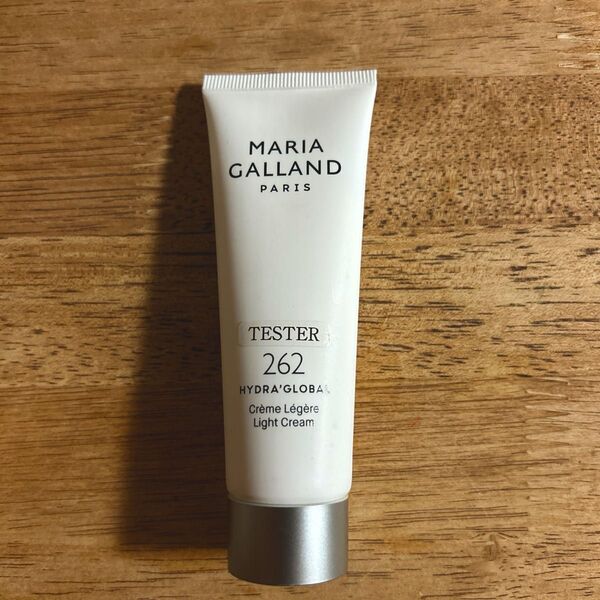 MARIA
GALLAND
PARIS
TESTER
262
HYDRA'GLOBAL
Crème Légère
Light Cream